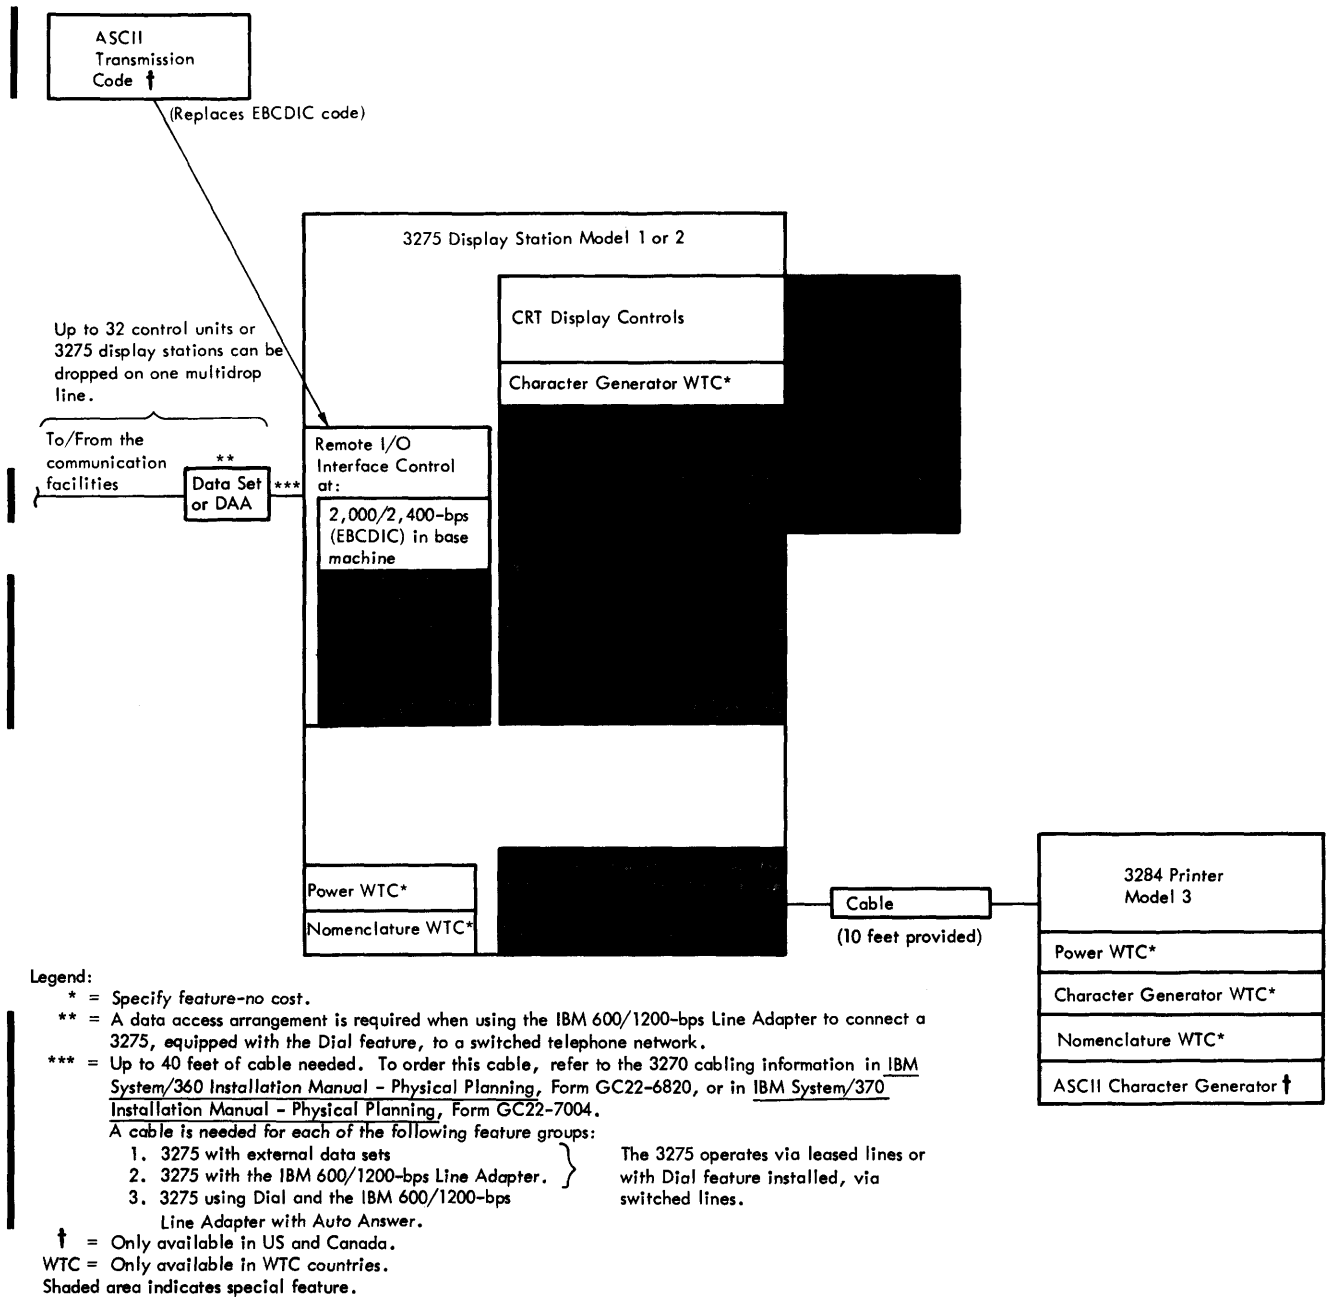 ASCII
Transmission
Code †
(Replaces EBCDIC code)
3275 Display Station Model 1 or 2
CRT Display Controls
Character Generator WTC*
Up to 32 control units or
3275 display stations can be
dropped on one multidrop
line.
To/From the
communication
facilities
**
Data Set
or DAA
***
Remote I/O
Interface Control
at:
2,000/2,400-bps
(EBCDIC) in base
machine
Power WTC*
Nomenclature WTC*
Cable
(10 feet provided)
3284 Printer
Model 3
Power WTC*
Character Generator WTC*
Nomenclature WTC*
ASCII Character Generator †
Legend:
* = Specify feature-no cost.
** = A data access arrangement is required when using the IBM 600/1200-bps Line Adapter to connect a
3275, equipped with the Dial feature, to a switched telephone network.
*** = Up to 40 feet of cable needed. To order this cable, refer to the 3270 cabling information in IBM
System/360 Installation Manual - Physical Planning, Form GC22-6820, or in IBM System/370
Installation Manual - Physical Planning, Form GC22-7004.
A cable is needed for each of the following feature groups:
1. 3275 with external data sets
2. 3275 with the IBM 600/1200-bps Line Adapter.
3. 3275 using Dial and the IBM 600/1200-bps
Line Adapter with Auto Answer.
The 3275 operates via leased lines or
with Dial feature installed, via
switched lines.
† = Only available in US and Canada.
WTC = Only available in WTC countries.
Shaded area indicates special feature.